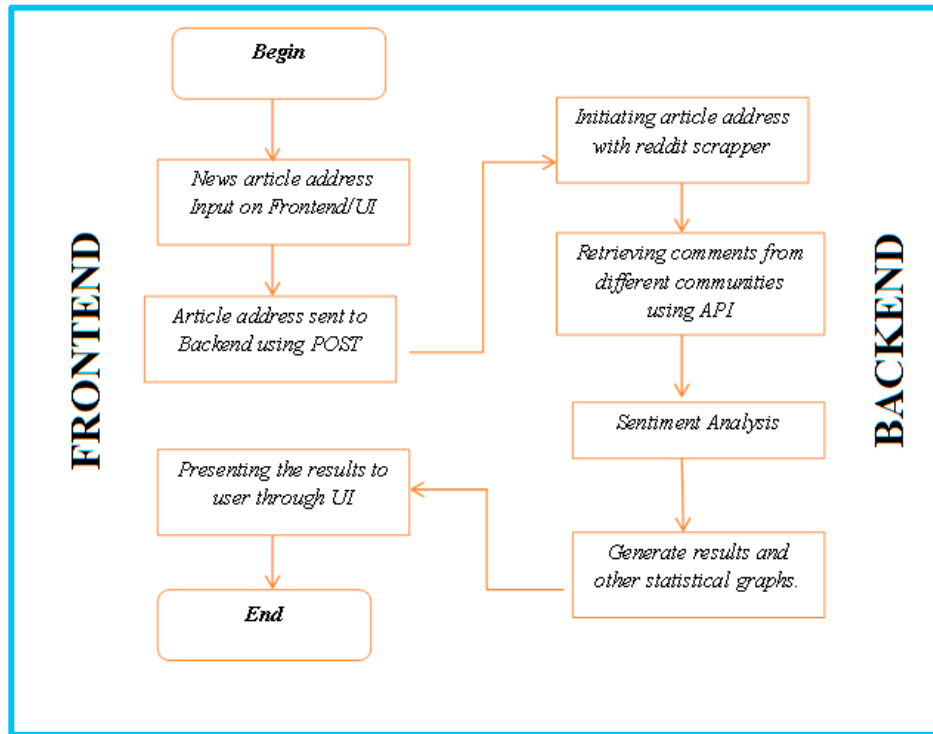 Begin
News article address
Input on Frontend/UI
Article address sent to
Backend using POST
Initiating article address
with reddit scrapper
Retrieving comments from
different communities
using API
Sentiment Analysis
Generate results and
other statistical graphs.
Presenting the results to
user through UI
End
FRONTEND
BACKEND